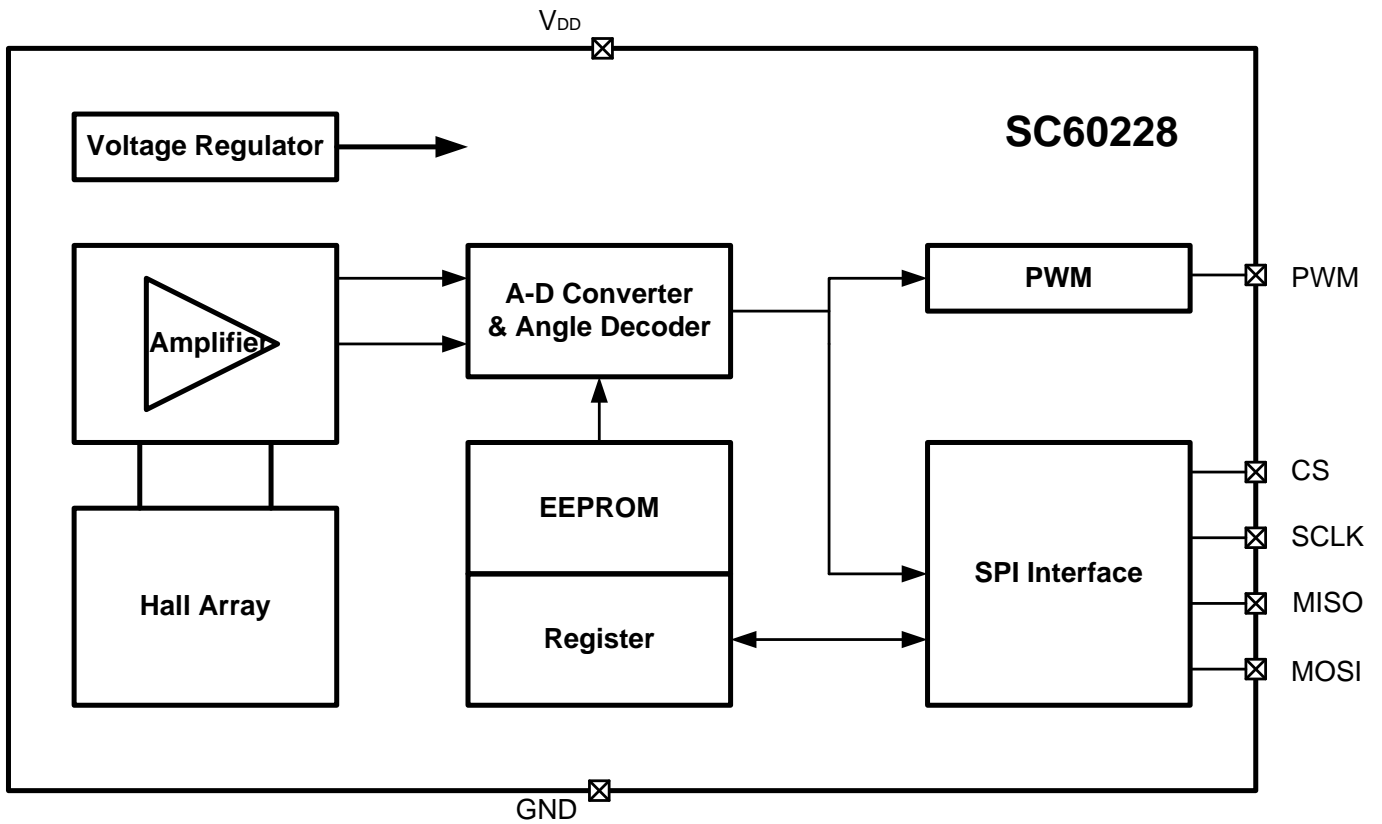 VDD
Voltage Regulator
SC60228
Amplifier
A-D Converter
& Angle Decoder
PWM
PWM
EEPROM
Register
Hall Array
SPI Interface
CS
SCLK
MISO
MOSI
GND